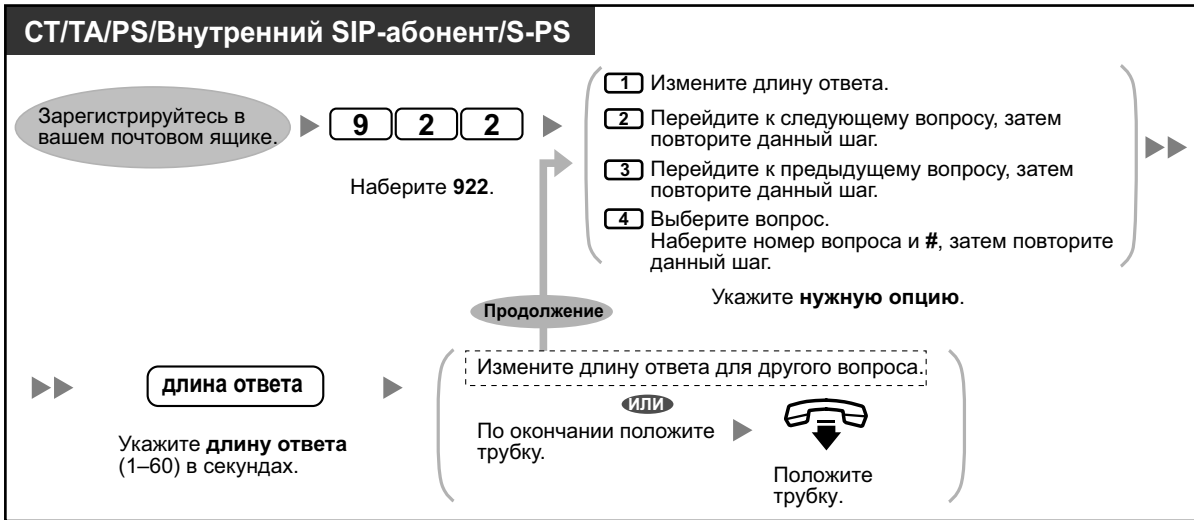 СТ/ТА/PS/Внутренний SIP-абонент/S-PS
Зарегистрируйтесь в
вашем почтовом ящике.
9 2 2
Наберите 922.
1 Измените длину ответа.
2 Перейдите к следующему вопросу, затем
повторите данный шаг.
3 Перейдите к предыдущему вопросу, затем
повторите данный шаг.
4 Выберите вопрос.
Наберите номер вопроса и #, затем повторите
данный шаг.
Укажите нужную опцию.
Продолжение
длина ответа
Укажите длину ответа
(1–60) в секундах.
Измените длину ответа для другого вопроса.
ИЛИ
По окончании положите
трубку.
Положите
трубку.